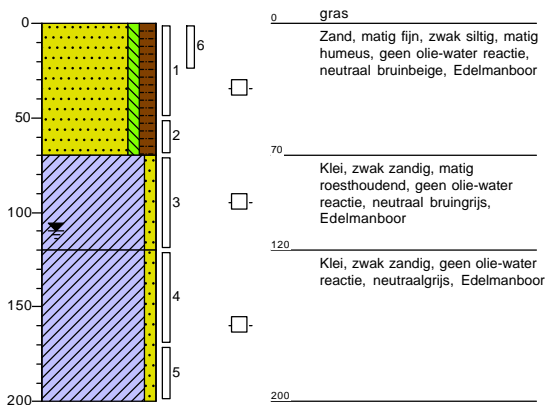 0
50
100
150
200
1
2
3
4
5
6
0
gras
Zand, matig fijn, zwak siltig, matig
humeus, geen olie-water reactie,
neutraal bruinbeige, Edelmanboor
70
Klei, zwak zandig, matig
roesthoudend, geen olie-water
reactie, neutraal bruingrijs,
Edelmanboor
120
Klei, zwak zandig, geen olie-water
reactie, neutraalgrijs, Edelmanboor
200